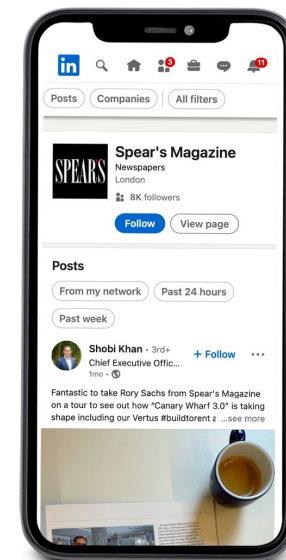 in
3
11
Posts
Companies
All filters
SPEAR'S
Spear's Magazine
Newspapers
London
8K followers
Follow
View page
Posts
From my network
Past 24 hours
Past week
Shobi Khan · 3rd+
+ Follow
Chief Executive Offic...
1mo ·
Fantastic to take Rory Sachs from Spear's Magazine
on a tour to see out how "Canary Wharf 3.0" is taking
shape including our Vertus #buildtorent a ...see more